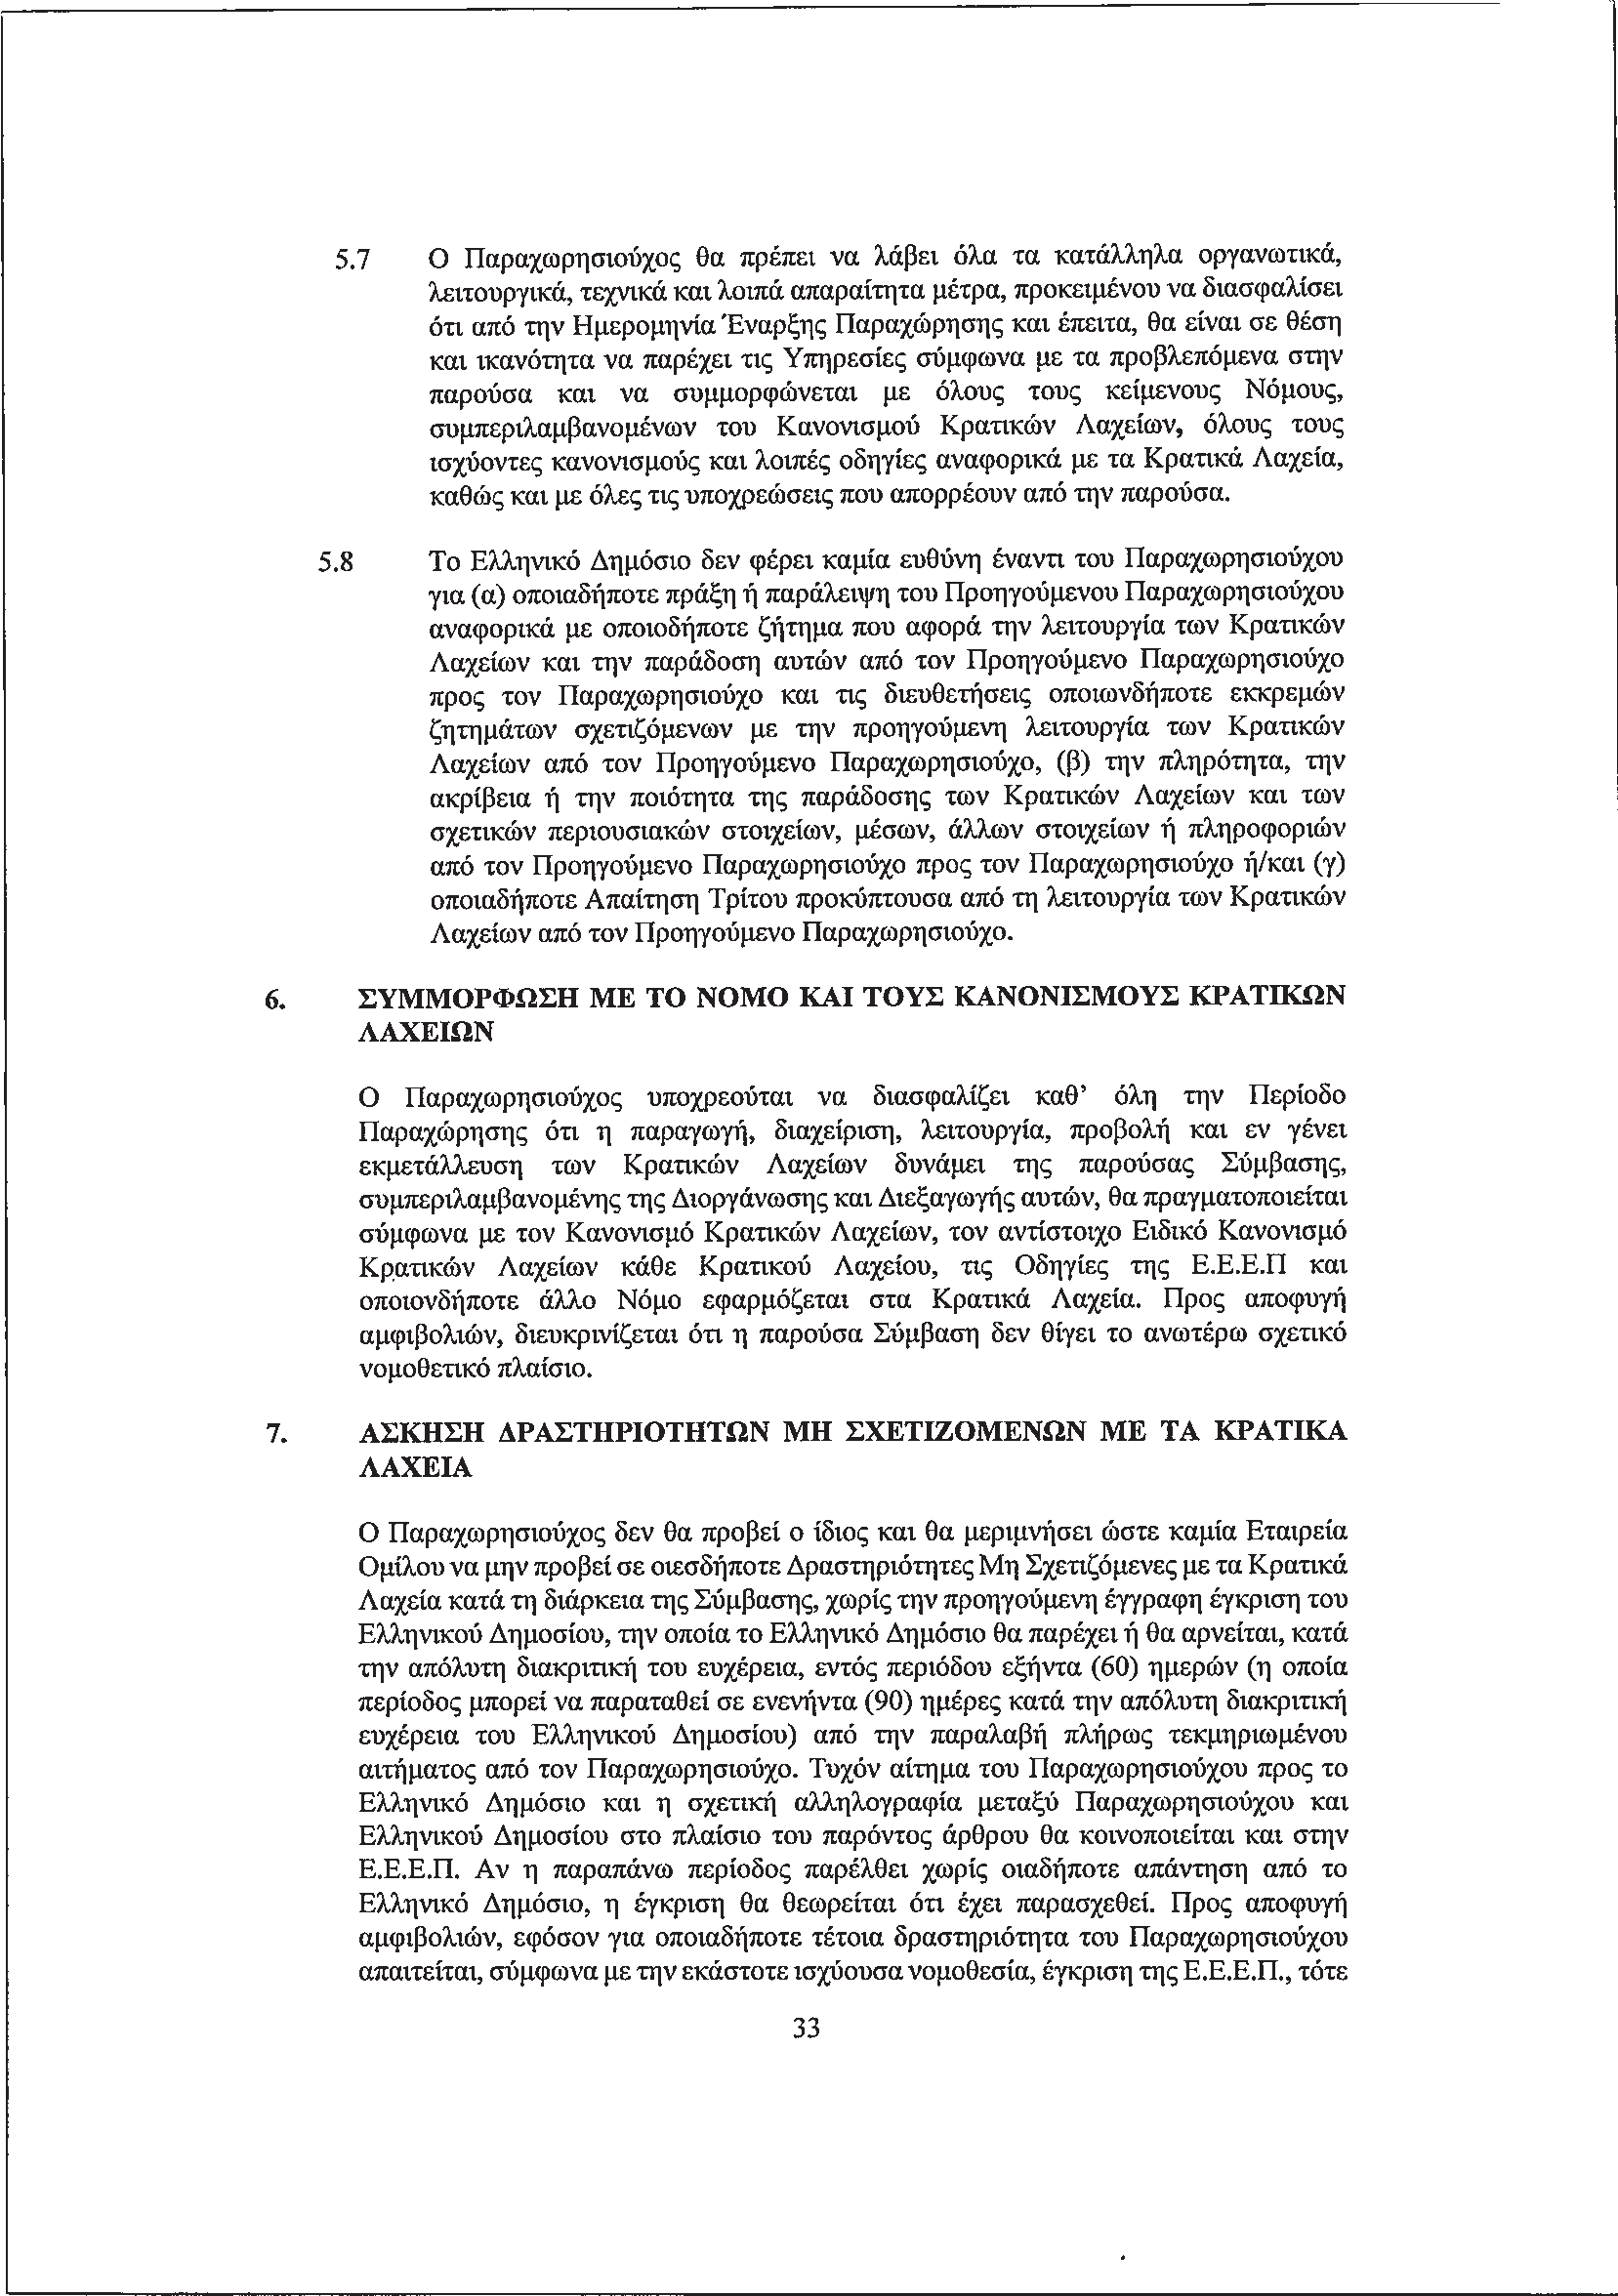 5.7 Ο Παραχωρησιούχος θα πρέπει να λάβει όλα τα κατάλληλα οργανωτικά,
λειτουργικά, τεχνικά και λοιπά απαραίτητα μέτρα, προκειμένου να διασφαλίσει
ότι από την Ημερομηνία Έναρξης Παραχώρησης και έπειτα, θα είναι σε θέση
και ικανότητα να παρέχει τις Υπηρεσίες σύμφωνα με τα προβλεπόμενα στην
παρούσα και να συμμορφώνεται με όλους τους κείμενους Νόμους,
συμπεριλαμβανομένων του Κανονισμού Κρατικών Λαχείων, όλους τους
ισχύοντες κανονισμούς και λοιπές οδηγίες αναφορικά με τα Κρατικά Λαχεία,
καθώς και με όλες τις υποχρεώσεις που απορρέουν από την παρούσα.
5.8 Το Ελληνικό Δημόσιο δεν φέρει καμία ευθύνη έναντι του Παραχωρησιούχου
για (α) οποιαδήποτε πράξη ή παράλειψη του Προηγούμενου Παραχωρησιούχου
αναφορικά με οποιοδήποτε ζήτημα που αφορά την λειτουργία των Κρατικών
Λαχείων και την παράδοση αυτών από τον Προηγούμενο Παραχωρησιούχο
προς τον Παραχωρησιούχο και τις διευθετήσεις οποιωνδήποτε εκκρεμών
ζητημάτων σχετιζόμενων με την προηγούμενη λειτουργία των Κρατικών
Λαχείων από τον Προηγούμενο Παραχωρησιούχο, (β) την πληρότητα, την
ακρίβεια ή την ποιότητα της παράδοσης των Κρατικών Λαχείων και των
σχετικών περιουσιακών στοιχείων, μέσων, άλλων στοιχείων ή πληροφοριών
από τον Προηγούμενο Παραχωρησιούχο προς τον Παραχωρησιούχο ή/και (γ)
οποιαδήποτε Απαίτηση Τρίτου προκύπτουσα από τη λειτουργία των Κρατικών
Λαχείων από τον Προηγούμενο Παραχωρησιούχο.
6. ΣΥΜΜΟΡΦΩΣΗ ΜΕ ΤΟ ΝΟΜΟ ΚΑΙ ΤΟΥΣ ΚΑΝΟΝΙΣΜΟΥΣ ΚΡΑΤΙΚΩΝ
ΛΑΧΕΙΩΝ
Ο Παραχωρησιούχος υποχρεούται να διασφαλίζει καθ’ όλη την Περίοδο
Παραχώρησης ότι η παραγωγή, διαχείριση, λειτουργία, προβολή και εν γένει
εκμετάλλευση των Κρατικών Λαχείων δυνάμει της παρούσας Σύμβασης,
συμπεριλαμβανομένης της Διοργάνωσης και Διεξαγωγής αυτών, θα πραγματοποιείται
σύμφωνα με τον Κανονισμό Κρατικών Λαχείων, τον αντίστοιχο Ειδικό Κανονισμό
Κρατικών Λαχείων κάθε Κρατικού Λαχείου, τις Οδηγίες της Ε.Ε.Ε.Π και
οποιονδήποτε άλλο Νόμο εφαρμόζεται στα Κρατικά Λαχεία. Προς αποφυγή
αμφιβολιών, διευκρινίζεται ότι η παρούσα Σύμβαση δεν θίγει το ανωτέρω σχετικό
νομοθετικό πλαίσιο.
7. ΑΣΚΗΣΗ ΔΡΑΣΤΗΡΙΟΤΗΤΩΝ ΜΗ ΣΧΕΤΙΖΟΜΕΝΩΝ ΜΕ ΤΑ ΚΡΑΤΙΚΑ
ΛΑΧΕΙΑ
Ο Παραχωρησιούχος δεν θα προβεί ο ίδιος και θα μεριμνήσει ώστε καμία Εταιρεία
Ομίλου να μην προβεί σε οιεσδήποτε Δραστηριότητες Μη Σχετιζόμενες με τα Κρατικά
Λαχεία κατά τη διάρκεια της Σύμβασης, χωρίς την προηγούμενη έγγραφη έγκριση του
Ελληνικού Δημοσίου, την οποία το Ελληνικό Δημόσιο θα παρέχει ή θα αρνείται, κατά
την απόλυτη διακριτική του ευχέρεια, εντός περιόδου εξήντα (60) ημερών (η οποία
περίοδος μπορεί να παραταθεί σε ενενήντα (90) ημέρες κατά την απόλυτη διακριτική
ευχέρεια του Ελληνικού Δημοσίου) από την παραλαβή πλήρως τεκμηριωμένου
αιτήματος από τον Παραχωρησιούχο. Τυχόν αίτημα του Παραχωρησιούχου προς το
Ελληνικό Δημόσιο και η σχετική αλληλογραφία μεταξύ Παραχωρησιούχου και
Ελληνικού Δημοσίου στο πλαίσιο του παρόντος άρθρου θα κοινοποιείται και στην
Ε.Ε.Ε.Π. Αν η παραπάνω περίοδος παρέλθει χωρίς οιαδήποτε απάντηση από το
Ελληνικό Δημόσιο, η έγκριση θα θεωρείται ότι έχει παρασχεθεί. Προς αποφυγή
αμφιβολιών, εφόσον για οποιαδήποτε τέτοια δραστηριότητα του Παραχωρησιούχου
απαιτείται, σύμφωνα με την εκάστοτε ισχύουσα νομοθεσία, έγκριση της Ε.Ε.Ε.Π., τότε
33